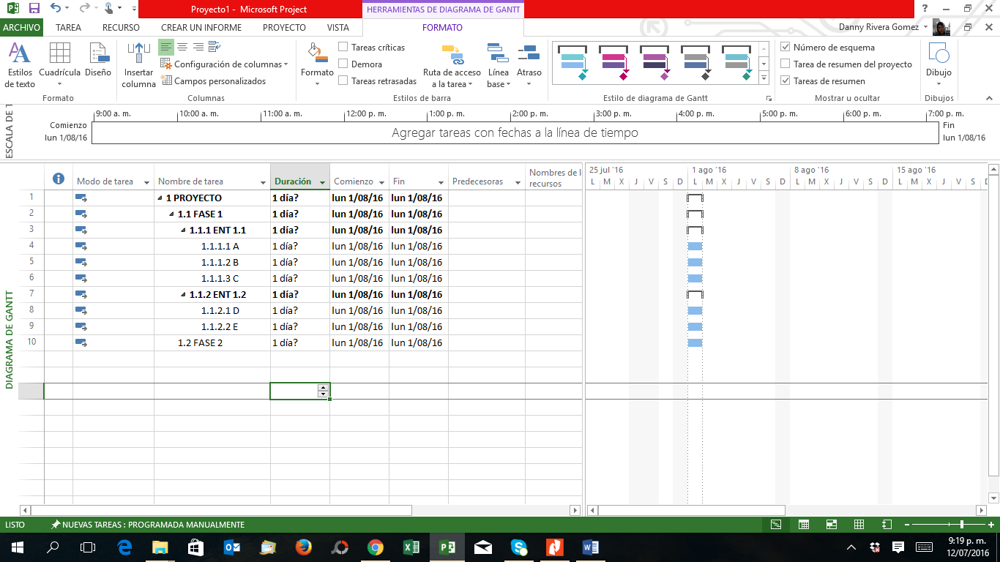 Proyecto1 - Microsoft Project
HERRAMIENTAS DE DIAGRAMA DE GANTT
?
ARCHIVO TAREA RECURSO CREAR UN INFORME PROYECTO VISTA FORMATO Danny Rivera Gomez
Estilos de texto
Cuadrícula
Diseño
Formato
Insertar columna
Configuración de columnas
Campos personalizados
Columnas
Formato
Tareas críticas
Demora
Tareas retrasadas
Ruta de acceso a la tarea
Línea base
Atraso
Estilos de barra
Estilo de diagrama de Gantt
Número de esquema
Tarea de resumen del proyecto
Tareas de resumen
Mostrar u ocultar
Dibujo
Dibujos
ESCALA DE T
9:00 a. m. 10:00 a. m. 11:00 a. m. 12:00 p. m. 1:00 p. m. 2:00 p. m. 3:00 p. m. 4:00 p. m. 5:00 p. m. 6:00 p. m. 7:00 p. m.
Comienzo
lun 1/08/16
Agregar tareas con fechas a la línea de tiempo
Fin
lun 1/08/16
DIAGRAMA DE GANTT
Modo de tarea Nombre de tarea Duración Comienzo Fin Predecesoras Nombres de l recursos
25 jul '16 1 ago '16 8 ago '16 15 ago '16
L M X J V S D L M X J V S D L M X J V S D L M X J V S D
1 1 PROYECTO 1 día? lun 1/08/16 lun 1/08/16
2 1.1 FASE 1 1 día? lun 1/08/16 lun 1/08/16
3 1.1.1 ENT 1.1 1 día? lun 1/08/16 lun 1/08/16
4 1.1.1.1 A 1 día? lun 1/08/16 lun 1/08/16
5 1.1.1.2 B 1 día? lun 1/08/16 lun 1/08/16
6 1.1.1.3 C 1 día? lun 1/08/16 lun 1/08/16
7 1.1.2 ENT 1.2 1 día? lun 1/08/16 lun 1/08/16
8 1.1.2.1 D 1 día? lun 1/08/16 lun 1/08/16
9 1.1.2.2 E 1 día? lun 1/08/16 lun 1/08/16
10 1.2 FASE 2 1 día? lun 1/08/16 lun 1/08/16
LISTO NUEVAS TAREAS : PROGRAMADA MANUALMENTE
9:19 p. m.
12/07/2016